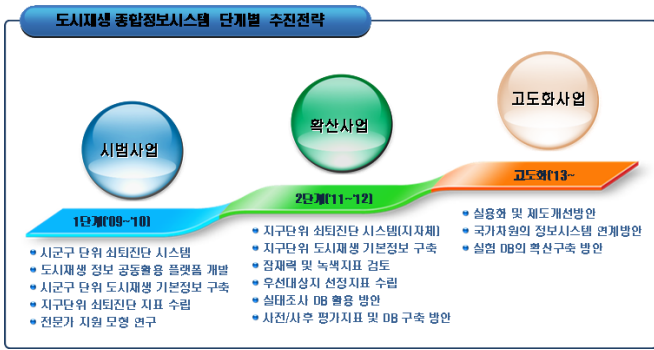 도시재생 종합정보시스템 단계별 추진전략
시범사업
확산사업
고도화사업
1단계('09~'10)
2단계('11~'12)
고도화('13~
시군구 단위 쇠퇴진단 시스템
도시재생 정보 공동활용 플랫폼 개발
시군구 단위 도시재생 기본정보 구축
지구단위 쇠퇴진단 지표 수립
전문가 지원 모형 연구
지구단위 쇠퇴진단 시스템(지자체)
지구단위 도시재생 기본정보 구축
잠재력 및 녹색지표 검토
우선대상지 선정지표 수립
실태조사 DB 활용 방안
사전/사후 평가지표 및 DB 구축 방안
실용화 및 제도개선방안
국가차원의 정보시스템 연계방안
실험 DB의 확산구축 방안